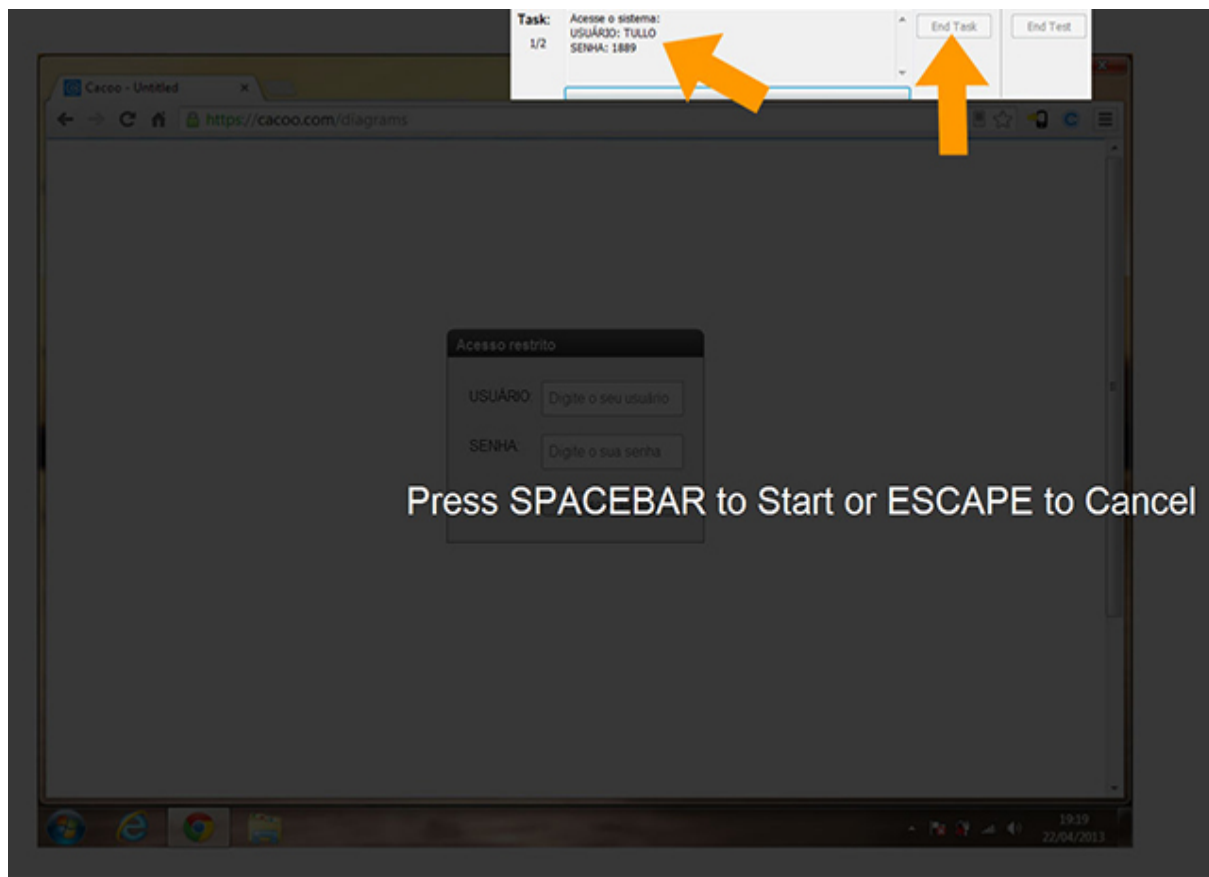 Task:
1/2
Acesse o sistema:
USUÁRIO: TULLO
SENHA: 1889
End Task
End Test
Cacoo - Untitled
https://cacoo.com/diagrams
Acesso restrito
USUÁRIO:
Digite o seu usuário
SENHA:
Digite o sua senha
Press SPACEBAR to Start or ESCAPE to Cancel
19:19
22/04/2013